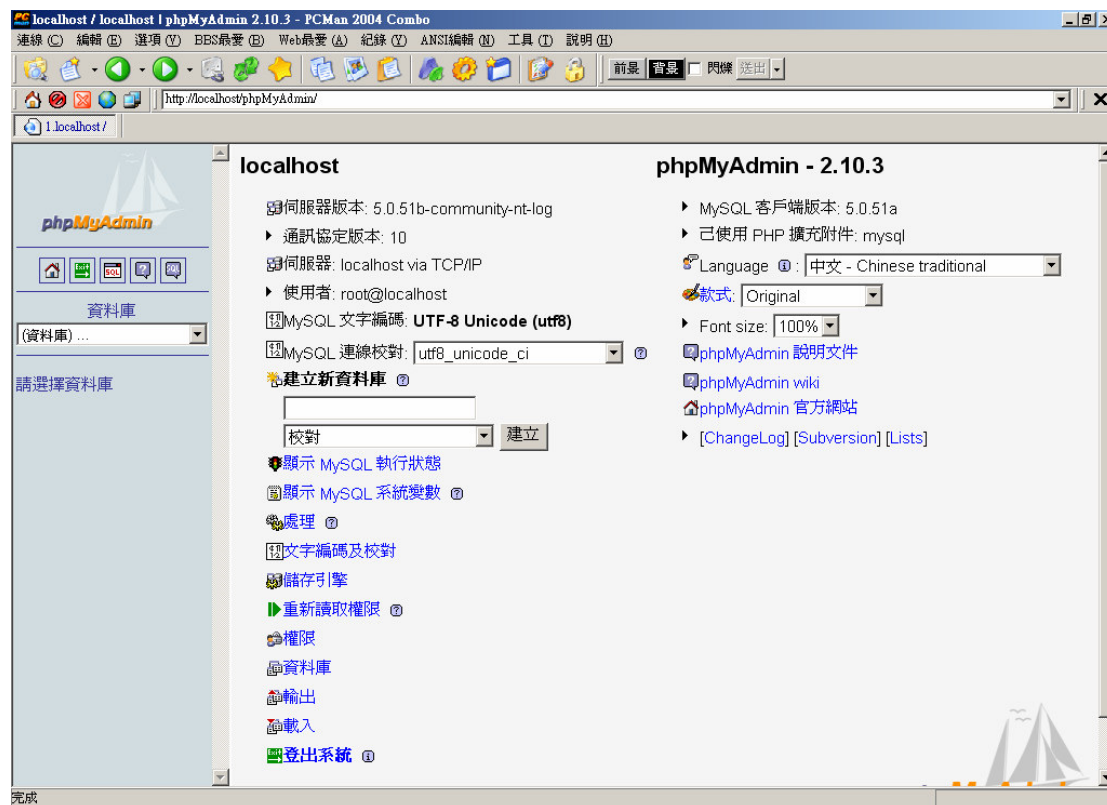 localhost / localhost | phpMyAdmin 2.10.3 - PCMan 2004 Combo
連線(C) 編輯(E) 選項(Y) BBS最愛(B) Web最愛(A) 紀錄(Y) ANSI編輯(N) 工具(T) 說明(H)
前景 背景 閃爍 送出
http://localhost/phpMyAdmin/
1.localhost /
phpMyAdmin
SQL
資料庫
(資料庫) ...
請選擇資料庫
localhost
伺服器版本: 5.0.51b-community-nt-log
通訊協定版本: 10
伺服器: localhost via TCP/IP
使用者: root@localhost
MySQL 文字編碼: UTF-8 Unicode (utf8)
MySQL 連線校對: utf8_unicode_ci
建立新資料庫
校對 建立
顯示 MySQL 執行狀態
顯示 MySQL 系統變數
處理
文字編碼及校對
儲存引擎
重新讀取權限
權限
資料庫
輸出
載入
登出系統
phpMyAdmin - 2.10.3
MySQL 客戶端版本: 5.0.51a
已使用 PHP 擴充附件: mysql
Language : 中文 - Chinese traditional
款式: Original
Font size: 100%
phpMyAdmin 說明文件
phpMyAdmin wiki
phpMyAdmin 官方網站
[ChangeLog] [Subversion] [Lists]
完成